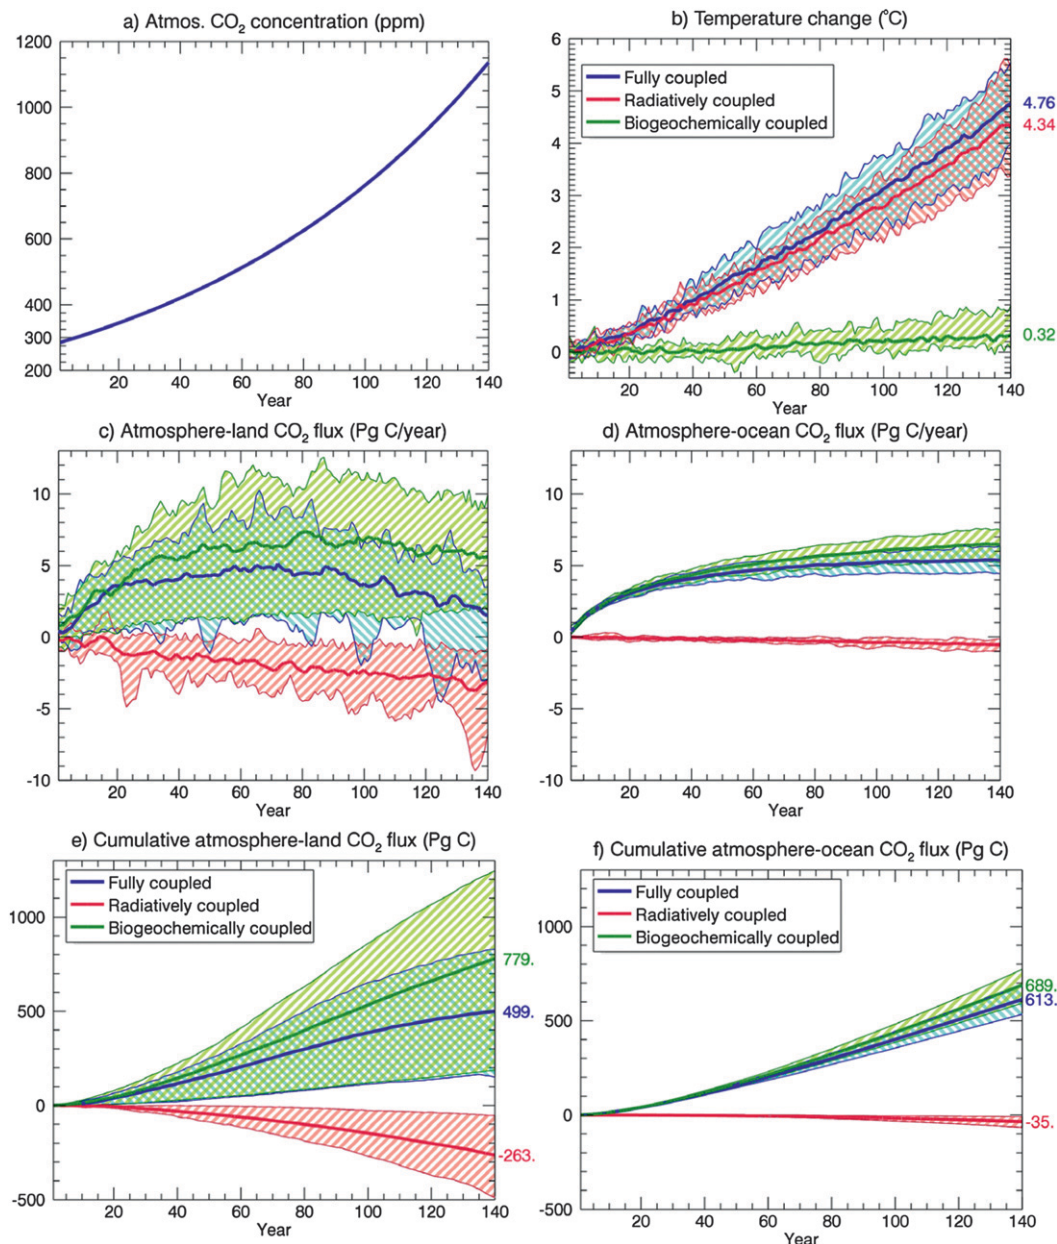 a) Atmos. CO2 concentration (ppm)
1200
1000
800
600
400
300
200
20 40 60 80 100 120 140
Year
b) Temperature change (°C)
6
5
4
3
2
1
0
Fully coupled
Radiatively coupled
Biogeochemically coupled
4.76
4.34
0.32
20 40 60 80 100 120 140
Year
c) Atmosphere-land CO2 flux (Pg C/year)
10
5
0
-5
-10
20 40 60 80 100 120 140
Year
d) Atmosphere-ocean CO2 flux (Pg C/year)
10
5
0
-5
-10
20 40 60 80 100 120 140
Year
e) Cumulative atmosphere-land CO2 flux (Pg C)
Fully coupled
Radiatively coupled
Biogeochemically coupled
1000
500
0
-500
779.
499.
-263.
20 40 60 80 100 120 140
Year
f) Cumulative atmosphere-ocean CO2 flux (Pg C)
Fully coupled
Radiatively coupled
Biogeochemically coupled
1000
500
0
-500
689.
613.
-35.
20 40 60 80 100 120 140
Year